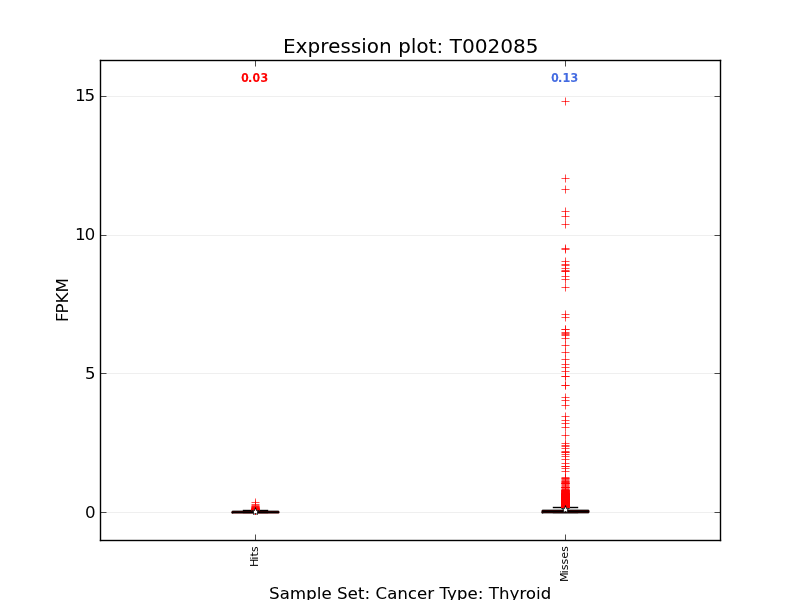 Expression plot: T002085
0.03 0.13
15
10
5
0
FPKM
Hits Misses
Sample Set: Cancer Type: Thyroid